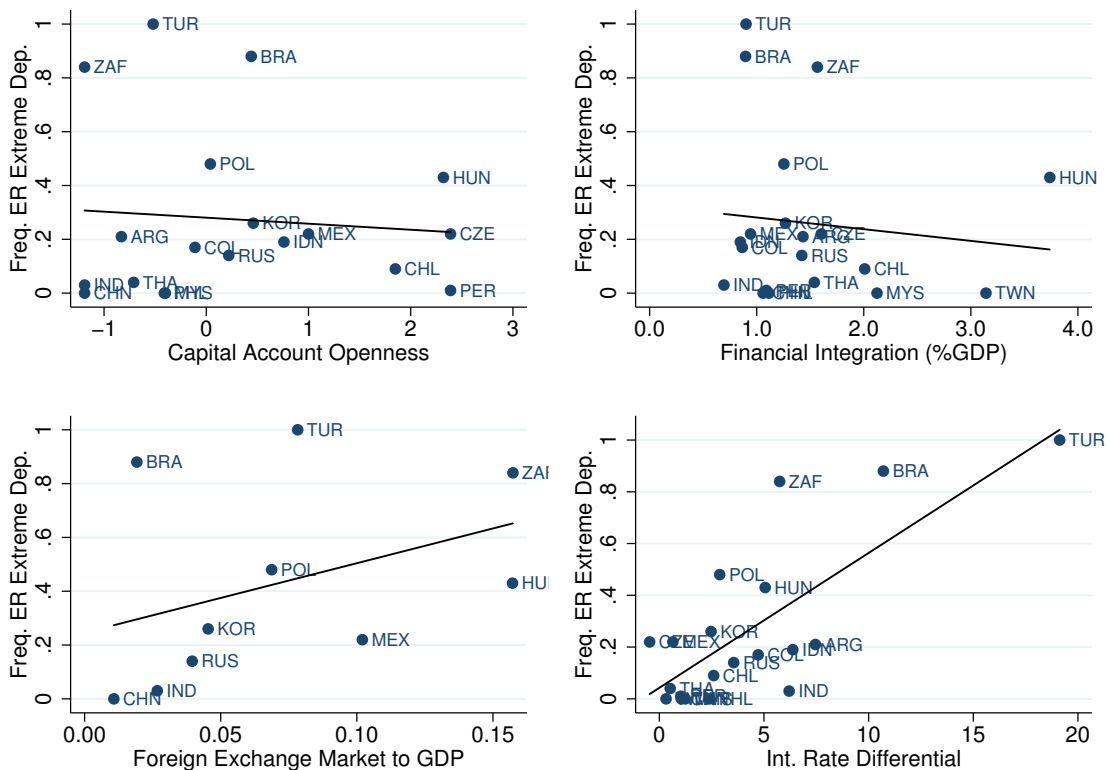 Freq. ER Extreme Dep.
1
.8
.6
.4
.2
0
TUR
BRA
ZAF
POL
HUN
KOR
MEX
CZE
ARG
IDN
COL
RUS
CHL
THA
IND
CHN
PER
−1
0
1
2
3
Capital Account Openness
Freq. ER Extreme Dep.
1
.8
.6
.4
.2
0
TUR
BRA
ZAF
POL
HUN
KOR
MEX
ARG
CZE
IDN
COL
RUS
CHL
THA
IND
PER
MYS
TWN
0.0
1.0
2.0
3.0
4.0
Financial Integration (%GDP)
Freq. ER Extreme Dep.
1
.8
.6
.4
.2
0
TUR
BRA
ZAF
POL
HU
KOR
MEX
RUS
IND
CHN
0.00
0.05
0.10
0.15
Foreign Exchange Market to GDP
Freq. ER Extreme Dep.
1
.8
.6
.4
.2
0
TUR
BRA
ZAF
POL
HUN
KOR
CZE
MEX
ARG
IDN
COL
RUS
CHL
THA
IND
0
5
10
15
20
Int. Rate Differential